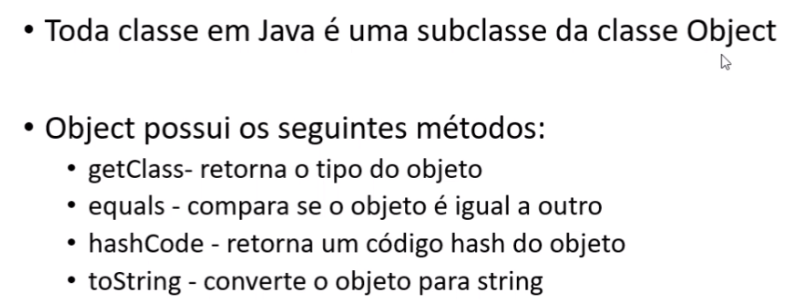 • Toda classe em Java é uma subclasse da classe Object
• Object possui os seguintes métodos:
• getClass- retorna o tipo do objeto
• equals - compara se o objeto é igual a outro
• hashCode - retorna um código hash do objeto
• toString - converte o objeto para string